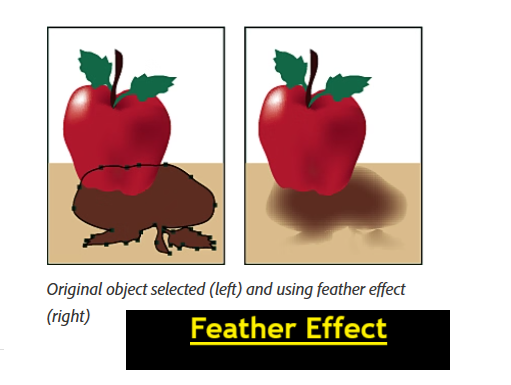 Original object selected (left) and using feather effect
(right)
Feather Effect